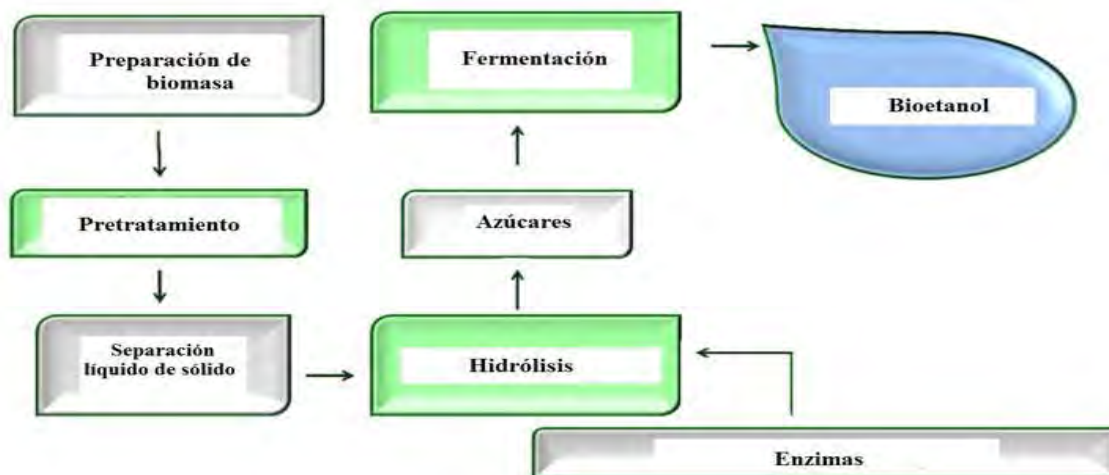 Preparación de
biomasa
Pretratamiento
Separación
líquido de sólido
Hidrólisis
Enzimas
Azúcares
Fermentación
Bioetanol